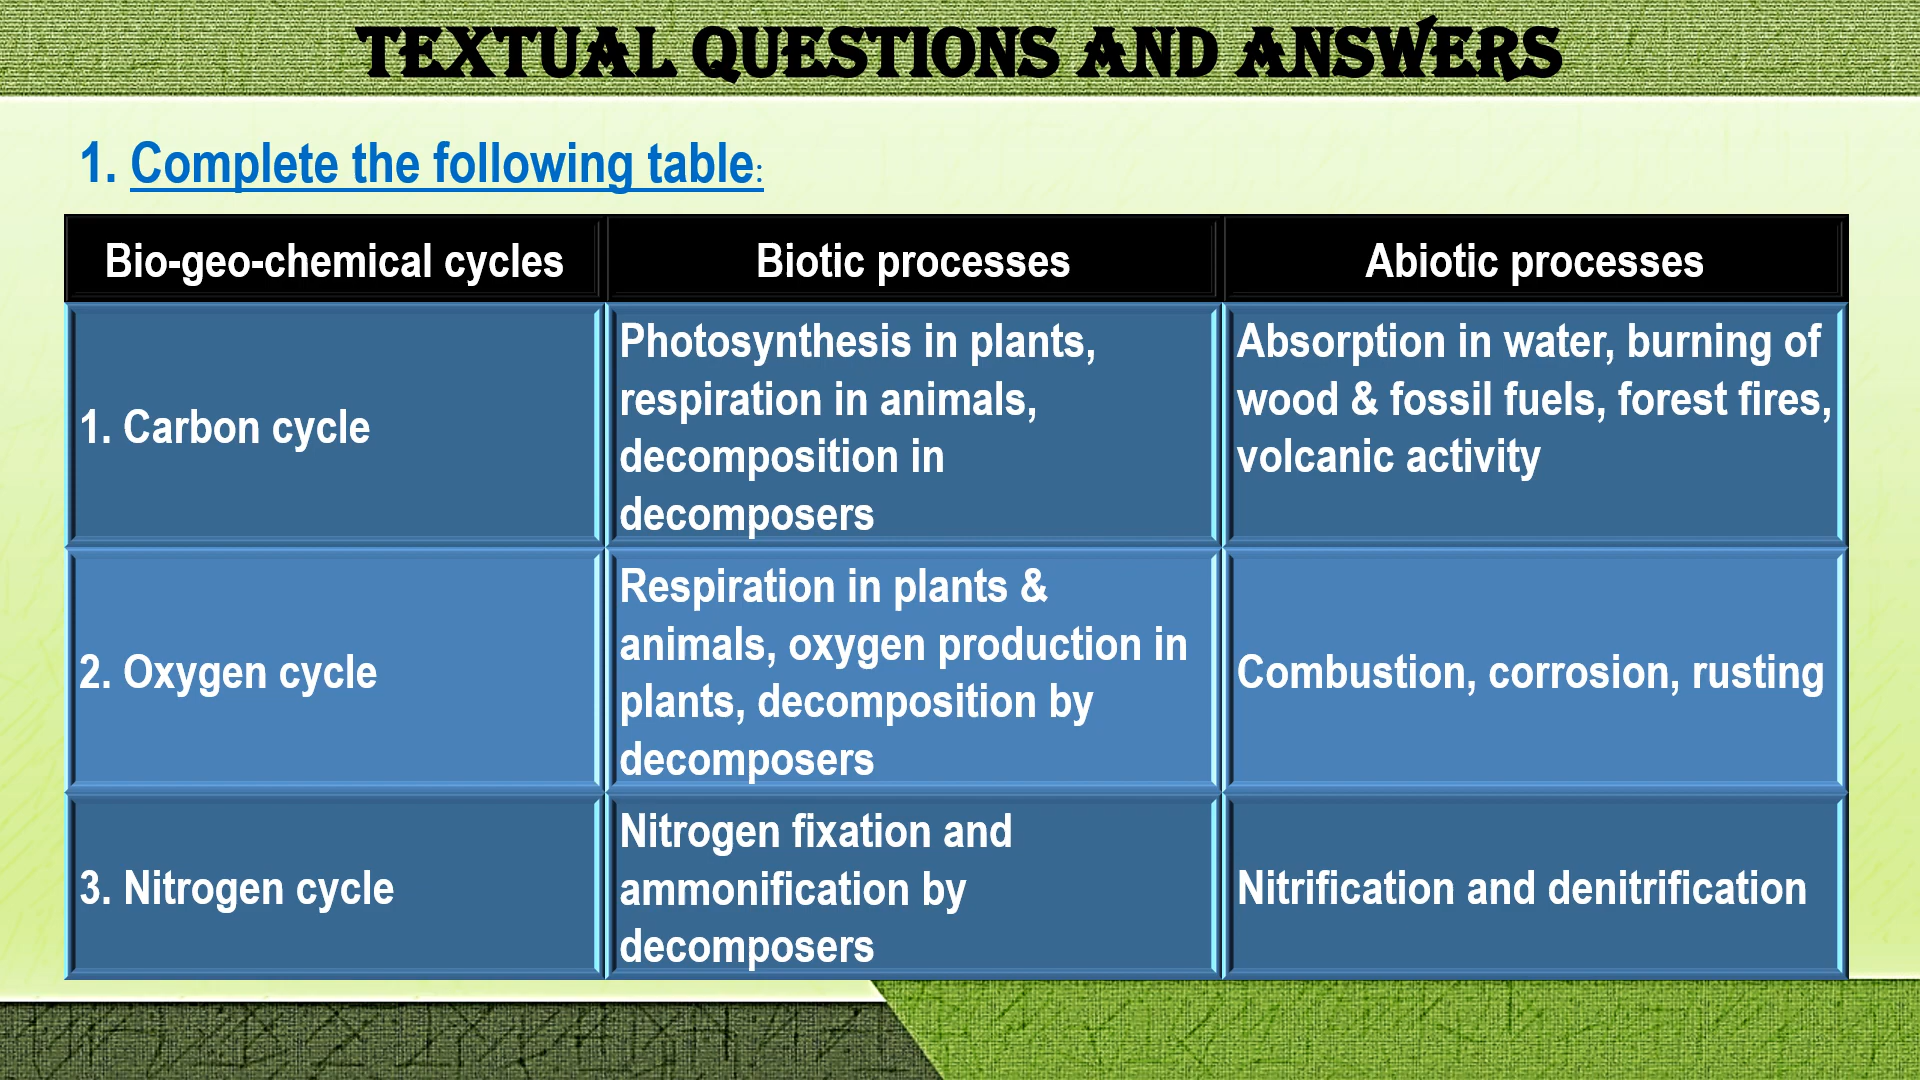 TEXTUAL QUESTIONS AND ANSWERS
1. Complete the following table:
Bio-geo-chemical cycles
Biotic processes
Abiotic processes
1. Carbon cycle
Photosynthesis in plants,
respiration in animals,
decomposition in
decomposers
Absorption in water, burning of
wood & fossil fuels, forest fires,
volcanic activity
2. Oxygen cycle
Respiration in plants &
animals, oxygen production in
plants, decomposition by
decomposers
Combustion, corrosion, rusting
3. Nitrogen cycle
Nitrogen fixation and
ammonification by
decomposers
Nitrification and denitrification